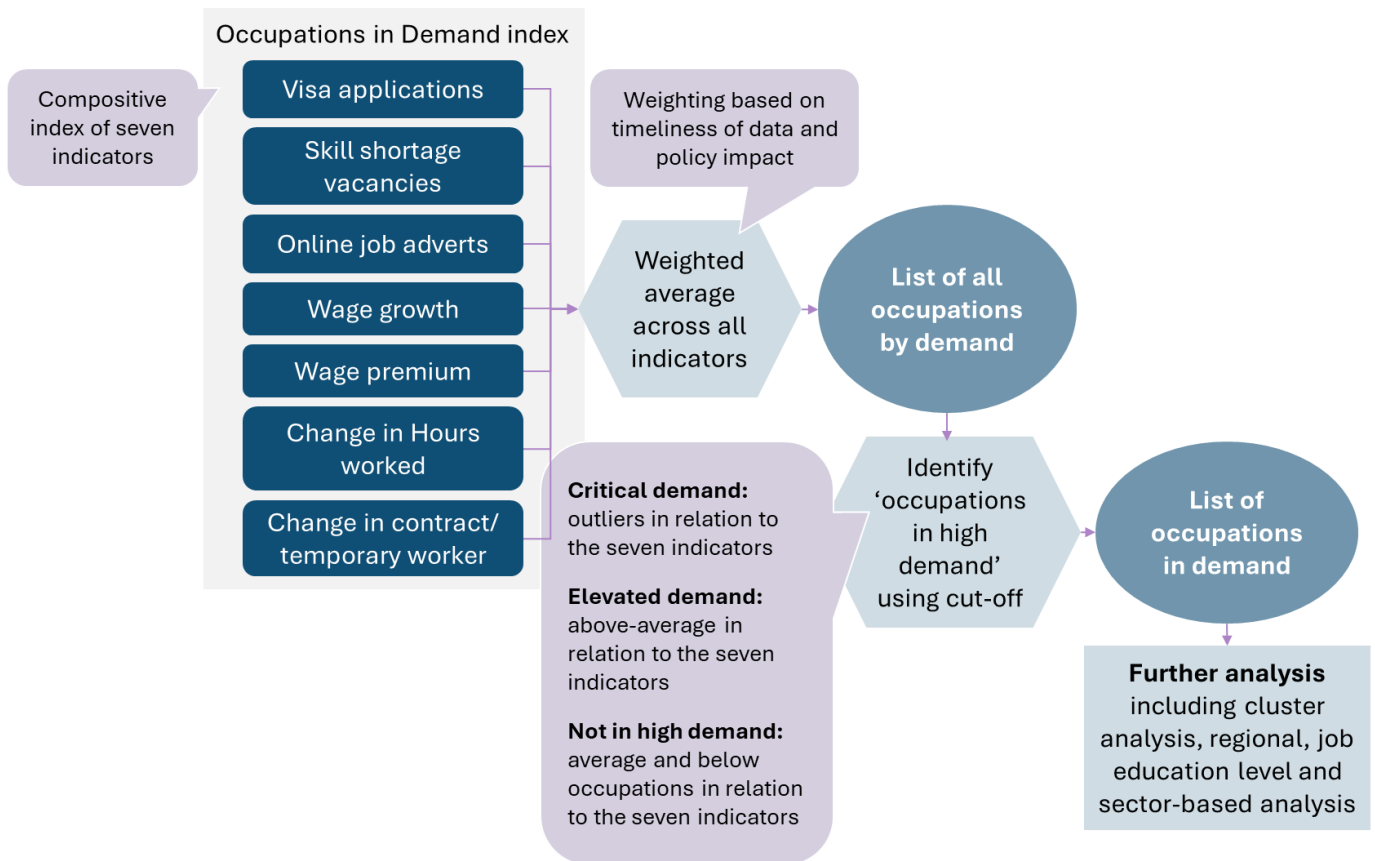 Occupations in Demand index
Compositive
index of seven
indicators
Visa applications
Skill shortage
vacancies
Online job adverts
Wage growth
Wage premium
Change in Hours
worked
Change in contract/
temporary worker
Weighting based on
timeliness of data and
policy impact
Weighted
average
across all
indicators
List of all
occupations
by demand
Critical demand:
outliers in relation to
the seven indicators
Elevated demand:
above-average in
relation to the seven
indicators
Not in high demand:
average and below
occupations in relation
to the seven indicators
Identify
‘occupations
in high
demand’
using cut-off
List of
occupations
in demand
Further analysis
including cluster
analysis, regional, job
education level and
sector-based analysis